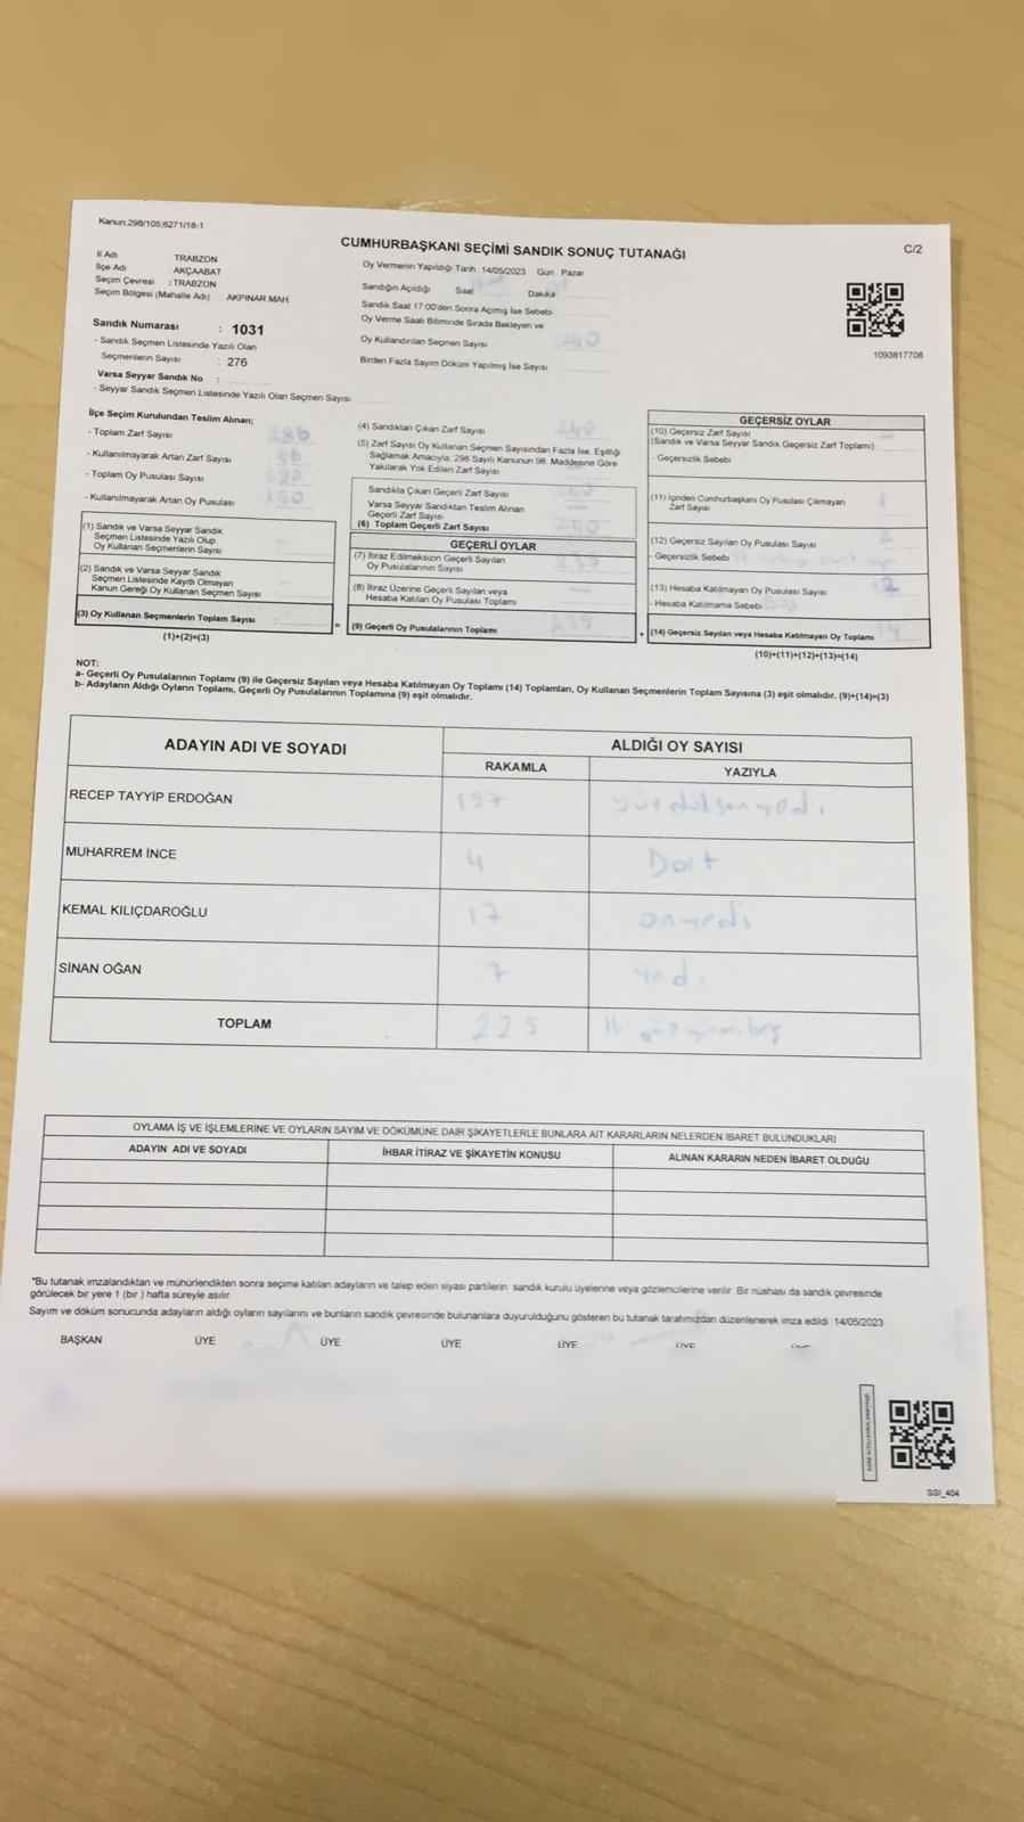 Kanun:298/105;6271/18-1
CUMHURBAŞKANI SEÇİMİ SANDIK SONUÇ TUTANAĞI
C/2
İl Adı TRABZON
İlçe Adı AKÇAABAT
Seçim Çevresi : TRABZON
Seçim Bölgesi (Mahalle Adı) AKPINAR MAH.
Oy Vermenin Yapıldığı Tarih: 14/05/2023 Gün: Pazar
Sandığın Açıldığı Saat Dakika
Sandık Saat 17:00'den Sonra Açılmış İse Sebebi
Oy Verme Saati Bitiminde Sırada Bekleyen ve
Oy Kullandırılan Seçmen Sayısı
Birden Fazla Sayım Döküm Yapılmış İse Sayısı
1093817708
Sandık Numarası : 1031
- Sandık Seçmen Listesinde Yazılı Olan
Seçmenlerin Sayısı : 276
Varsa Seyyar Sandık No :
- Seyyar Sandık Seçmen Listesinde Yazılı Olan Seçmen Sayısı
İlçe Seçim Kurulundan Teslim Alınan;
- Toplam Zarf Sayısı 286
- Kullanılmayarak Artan Zarf Sayısı
- Toplam Oy Pusulası Sayısı
- Kullanılmayarak Artan Oy Pusulası
(1) Sandık ve Varsa Seyyar Sandık
Seçmen Listesinde Yazılı Olup
Oy Kullanan Seçmenlerin Sayısı
(2) Sandık ve Varsa Seyyar Sandık
Seçmen Listesinde Kayıtlı Olmayan
Kanun Gereği Oy Kullanan Seçmen Sayısı
(3) Oy Kullanan Seçmenlerin Toplam Sayısı
(1)+(2)=(3)
(4) Sandıktan Çıkan Zarf Sayısı
(5) Zarf Sayısı Oy Kullanan Seçmen Sayısından Fazla İse, Eşitliği
Sağlamak Amacıyla; 298 Sayılı Kanunun 98. Maddesine Göre
Yakılarak Yok Edilen Zarf Sayısı
Sandıkta Çıkan Geçerli Zarf Sayısı
Varsa Seyyar Sandıktan Teslim Alınan
Geçerli Zarf Sayısı
(6) Toplam Geçerli Zarf Sayısı
GEÇERLİ OYLAR
(7) İtiraz Edilmeksizin Geçerli Sayılan
Oy Pusulalarının Sayısı
(8) İtiraz Üzerine Geçerli Sayılan veya
Hesaba Katılan Oy Pusulası Toplamı
= (9) Geçerli Oy Pusulalarının Toplamı
GEÇERSİZ OYLAR
(10) Geçersiz Zarf Sayısı
(Sandık ve Varsa Seyyar Sandık Geçersiz Zarf Toplamı)
- Geçersizlik Sebebi
(11) İçinden Cumhurbaşkanı Oy Pusulası Çıkmayan
Zarf Sayısı
(12) Geçersiz Sayılan Oy Pusulası Sayısı
- Geçersizlik Sebebi
(13) Hesaba Katılmayan Oy Pusulası Sayısı
- Hesaba Katılmama Sebebi
+ (14) Geçersiz Sayılan veya Hesaba Katılmayan Oy Toplamı
(10)+(11)+(12)+(13)=(14)
NOT:
a- Geçerli Oy Pusulalarının Toplamı (9) ile Geçersiz Sayılan veya Hesaba Katılmayan Oy Toplamı (14) Toplamları, Oy Kullanan Seçmenlerin Toplam Sayısına (3) eşit olmalıdır. (9)+(14)=(3)
b- Adayların Aldığı Oyların Toplamı, Geçerli Oy Pusulalarının Toplamına (9) eşit olmalıdır.
ADAYIN ADI VE SOYADI
ALDIĞI OY SAYISI
RAKAMLA YAZIYLA
RECEP TAYYİP ERDOĞAN 197
MUHARREM İNCE 4 Dört
KEMAL KILIÇDAROĞLU 17 onyedi
SİNAN OĞAN 7 yedi
TOPLAM 225
OYLAMA İŞ VE İŞLEMLERİNE VE OYLARIN SAYIM VE DÖKÜMÜNE DAİR ŞİKAYETLERLE BUNLARA AİT KARARLARIN NELERDEN İBARET BULUNDUKLARI
ADAYIN ADI VE SOYADI İHBAR İTİRAZ VE ŞİKAYETİN KONUSU ALINAN KARARIN NEDEN İBARET OLDUĞU
*Bu tutanak imzalandıktan ve mühürlendikten sonra seçime katılan adayların ve talep eden siyasi partilerin sandık kurulu üyelerine veya gözlemcilerine verilir. Bir nüshası da sandık çevresinde
görülecek bir yere 1 (bir) hafta süreyle asılır.
Sayım ve döküm sonucunda adayların aldığı oyların sayılarını ve bunların sandık çevresinde bulunanlara duyurulduğunu gösteren bu tutanak tarafımızdan düzenlenerek imza edildi. 14/05/2023
BAŞKAN ÜYE ÜYE ÜYE ÜYE ÜYE
SSI_404